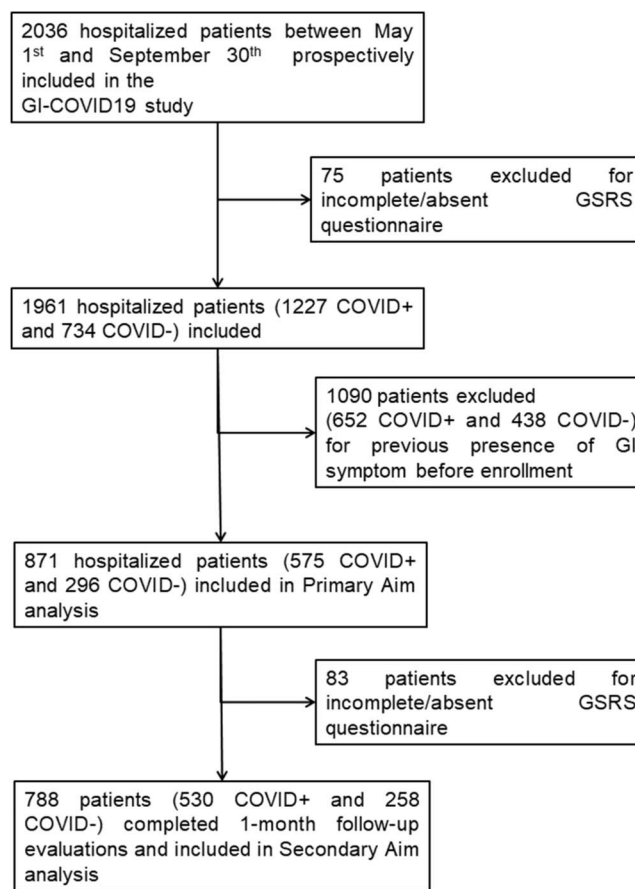 2036 hospitalized patients between May
1st and September 30th prospectively
included in the
GI-COVID19 study
75 patients excluded for
incomplete/absent GSRS
questionnaire
1961 hospitalized patients (1227 COVID+
and 734 COVID-) included
1090 patients excluded
(652 COVID+ and 438 COVID-)
for previous presence of GI
symptom before enrollment
871 hospitalized patients (575 COVID+
and 296 COVID-) included in Primary Aim
analysis
83 patients excluded for
incomplete/absent GSRS
questionnaire
788 patients (530 COVID+ and 258
COVID-) completed 1-month follow-up
evaluations and included in Secondary Aim
analysis